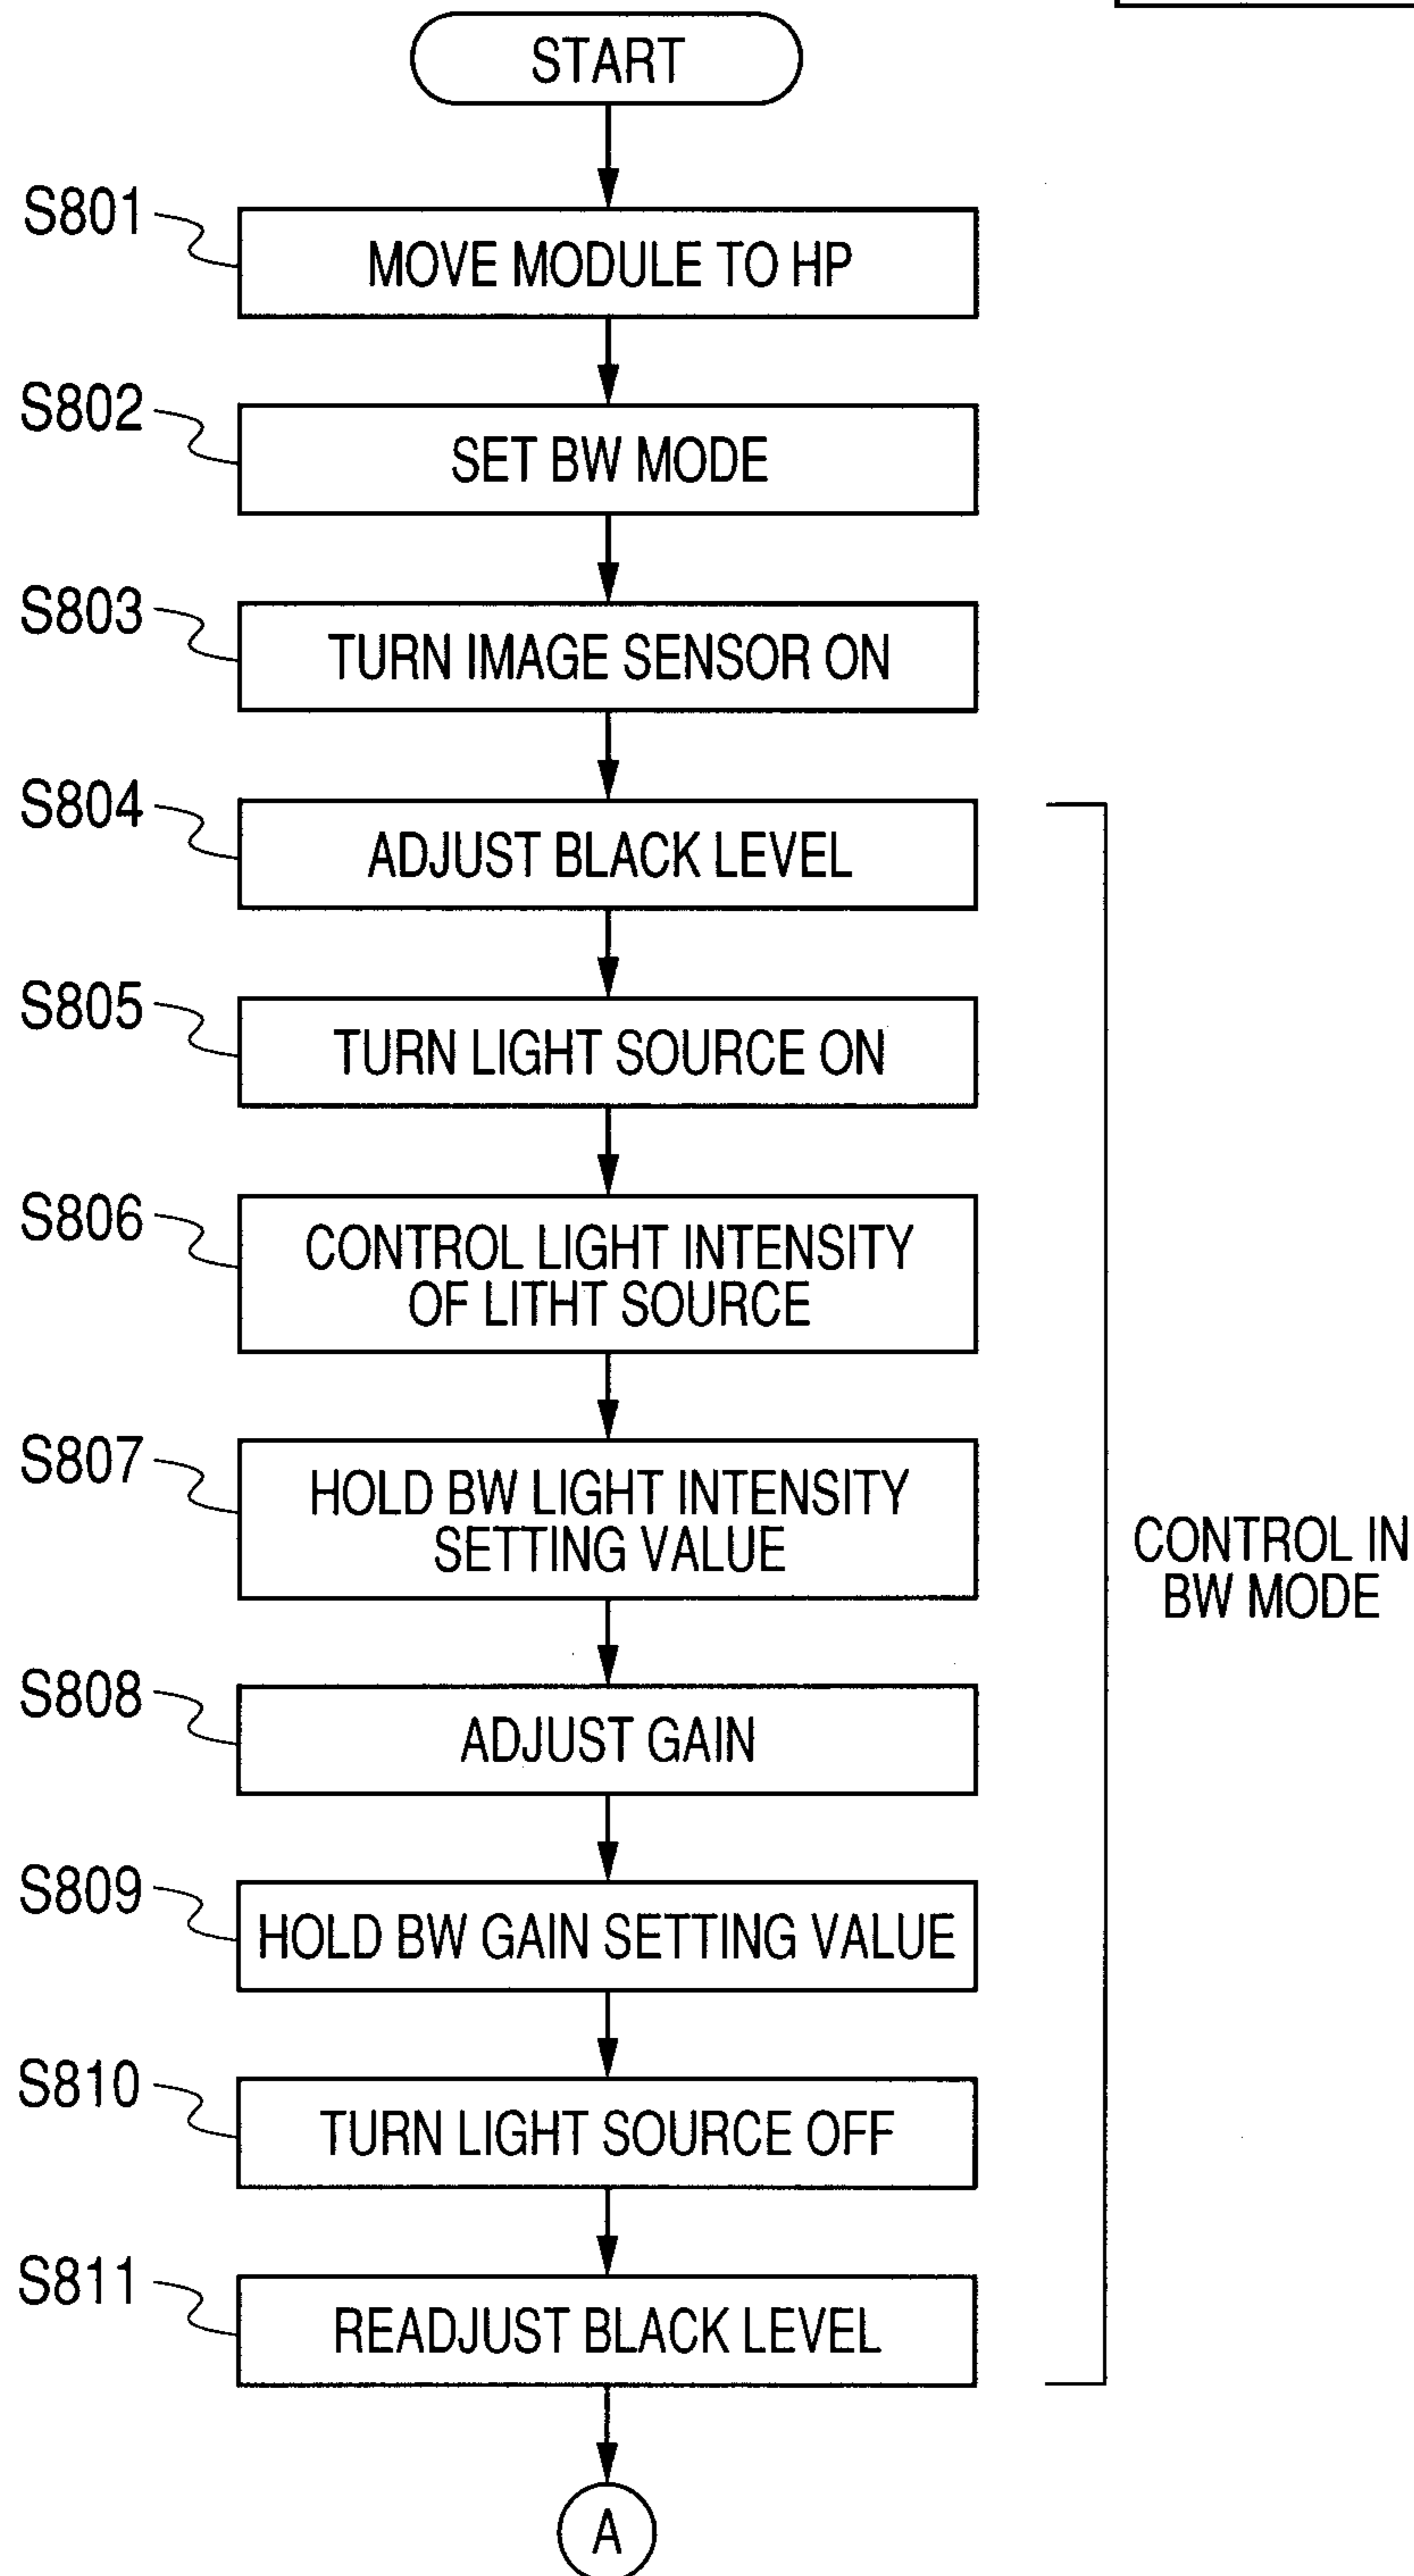 START
S801
MOVE MODULE TO HP
S802
SET BW MODE
S803
TURN IMAGE SENSOR ON
S804
ADJUST BLACK LEVEL
S805
TURN LIGHT SOURCE ON
S806
CONTROL LIGHT INTENSITY
OF LITHT SOURCE
S807
HOLD BW LIGHT INTENSITY
SETTING VALUE
CONTROL IN
BW MODE
S808
ADJUST GAIN
S809
HOLD BW GAIN SETTING VALUE
S810
TURN LIGHT SOURCE OFF
S811
READJUST BLACK LEVEL
A